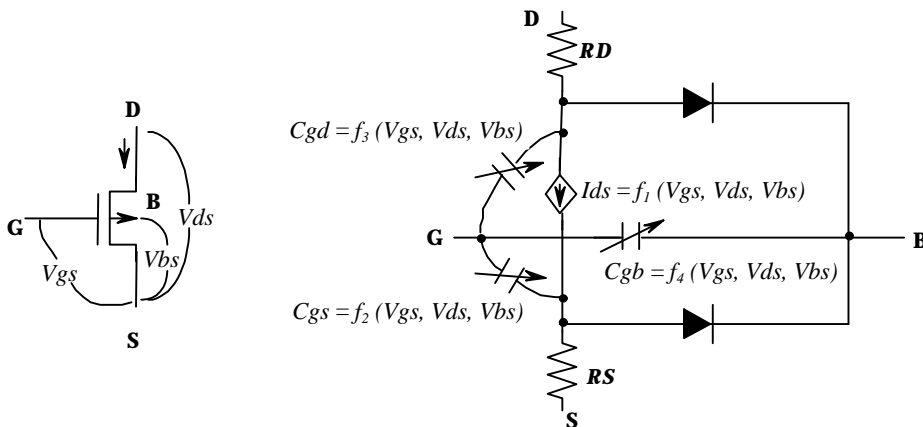 D
B
G
Vds
Vgs
Vbs
S
D
RD
Cgd = f3 (Vgs, Vds, Vbs)
Ids = f1 (Vgs, Vds, Vbs)
G
B
Cgb = f4 (Vgs, Vds, Vbs)
Cgs = f2 (Vgs, Vds, Vbs)
RS
S